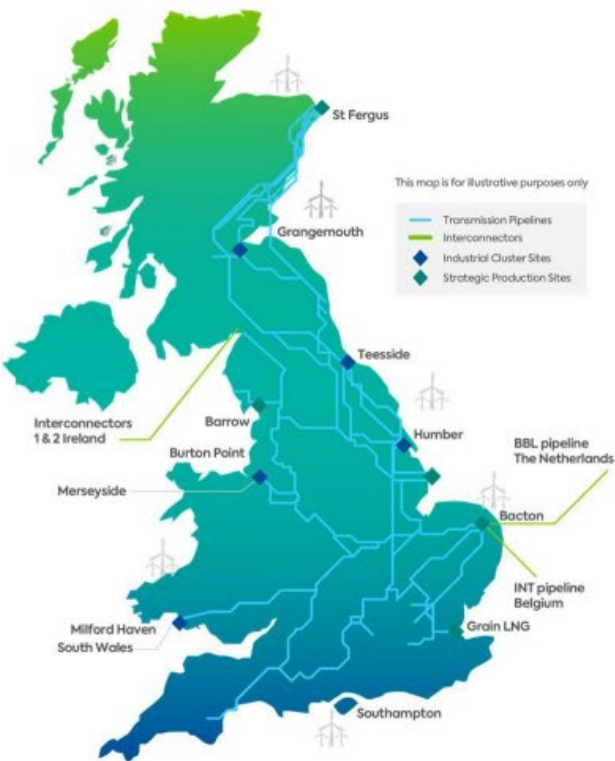 St Fergus
This map is for illustrative purposes only
Transmission Pipelines
Interconnectors
Industrial Cluster Sites
Strategic Production Sites
Grangemouth
Teesside
Interconnectors
1 & 2 Ireland
Barrow
Humber
Burton Point
BBL pipeline
The Netherlands
Merseyside
Bacton
INT pipeline
Belgium
Milford Haven
South Wales
Grain LNG
Southampton